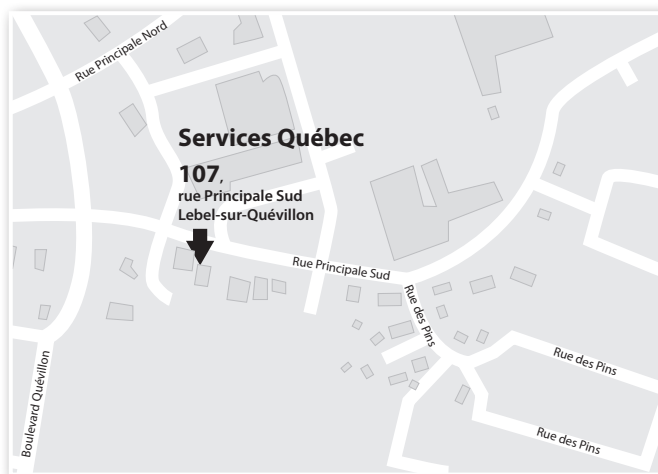 Rue Principale Nord
Services Québec
107,
rue Principale Sud
Lebel-sur-Quévillon
Rue Principale Sud
Rue des Pins
Rue des Pins
Boulevard Quévillon
Rue des Pins